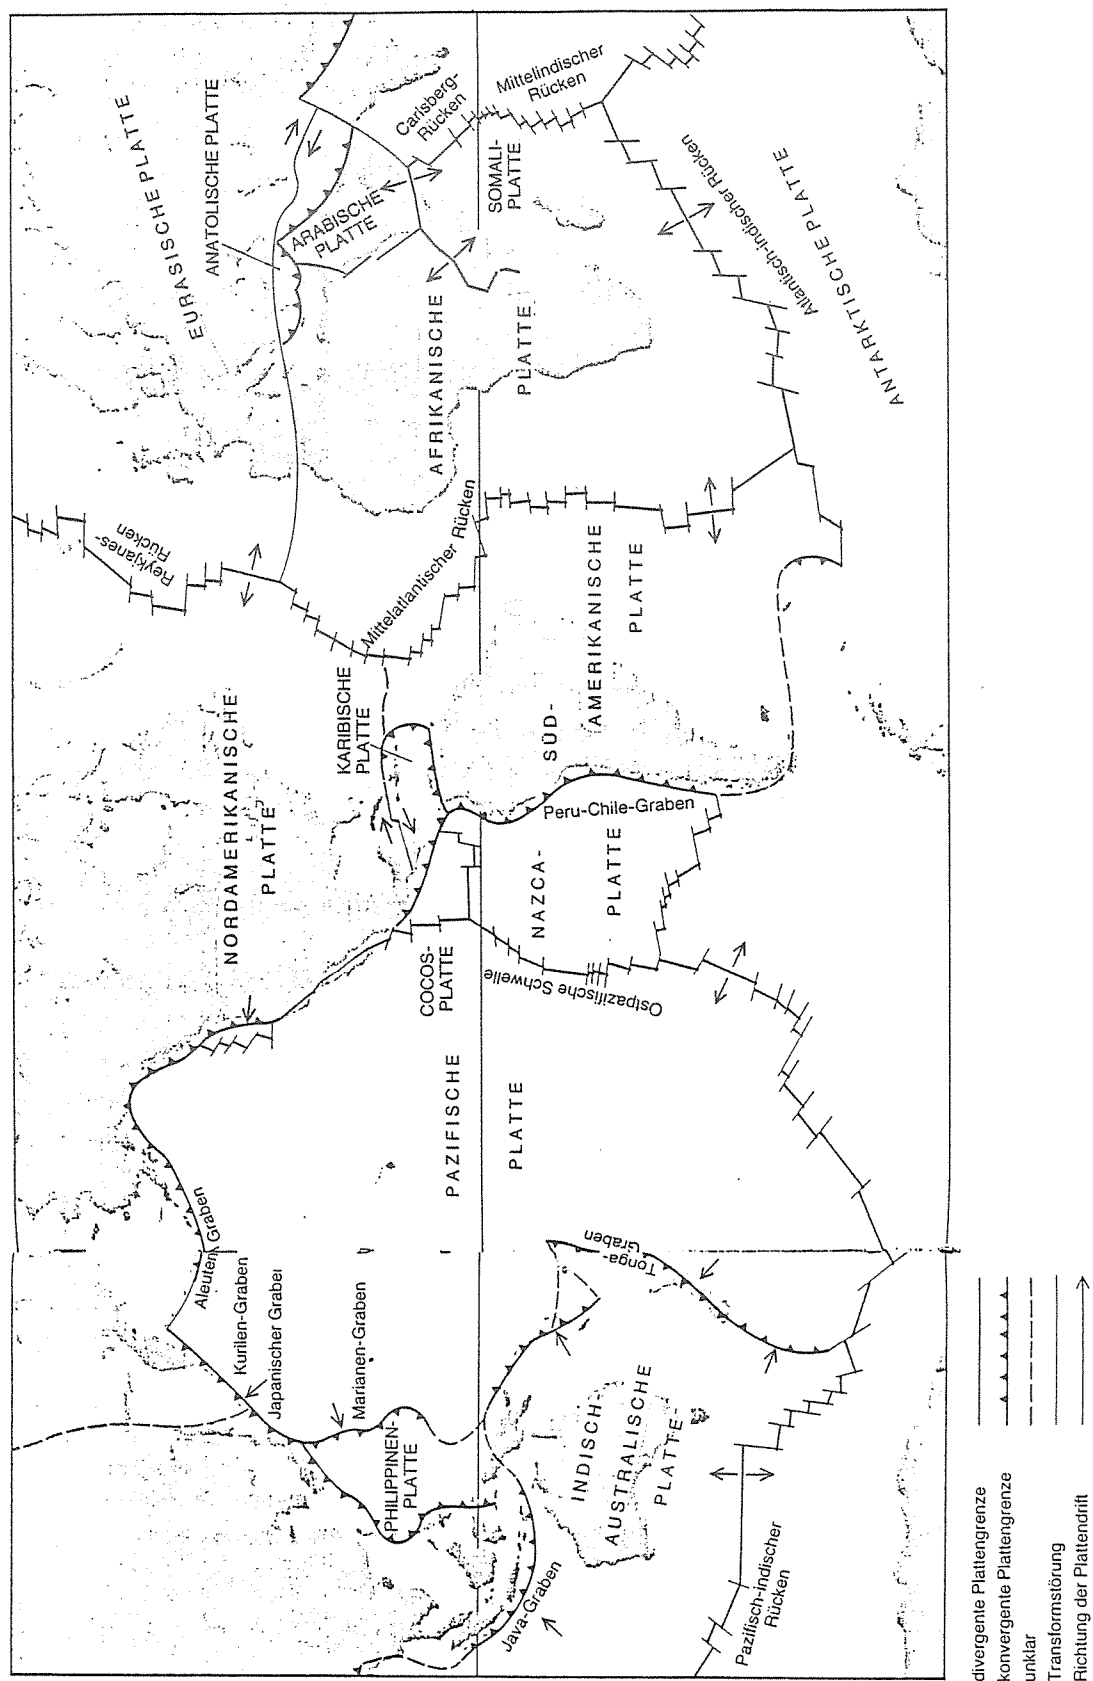 EURASISCHE PLATTE
ANATOLISCHE PLATTE
ARABISCHE
PLATTE
Carlsberg-
Rücken
Mittelindischer
Rücken
SOMALI-
PLATTE
AFRIKANISCHE
PLATTE
Atlantisch-indischer Rücken
ANTARKTISCHE PLATTE
Reykjanes-
Rücken
Mittelatlantischer Rücken
NORDAMERIKANISCHE
PLATTE
KARIBISCHE
PLATTE
SÜD-
AMERIKANISCHE
PLATTE
Peru-Chile-Graben
COCOS-
PLATTE
NAZCA-
PLATTE
Ostpazifische Schwelle
PAZIFISCHE
PLATTE
Aleuten Graben
Kurilen-Graben
Japanischer Graben
Marianen-Graben
PHILIPPINEN-
PLATTE
Tonga-
Graben
INDISCH-
AUSTRALISCHE
PLATTE-
Java-Graben
Pazifisch-indischer
Rücken
divergente Plattengrenze
konvergente Plattengrenze
unklar
Transformstörung
Richtung der Plattendrift